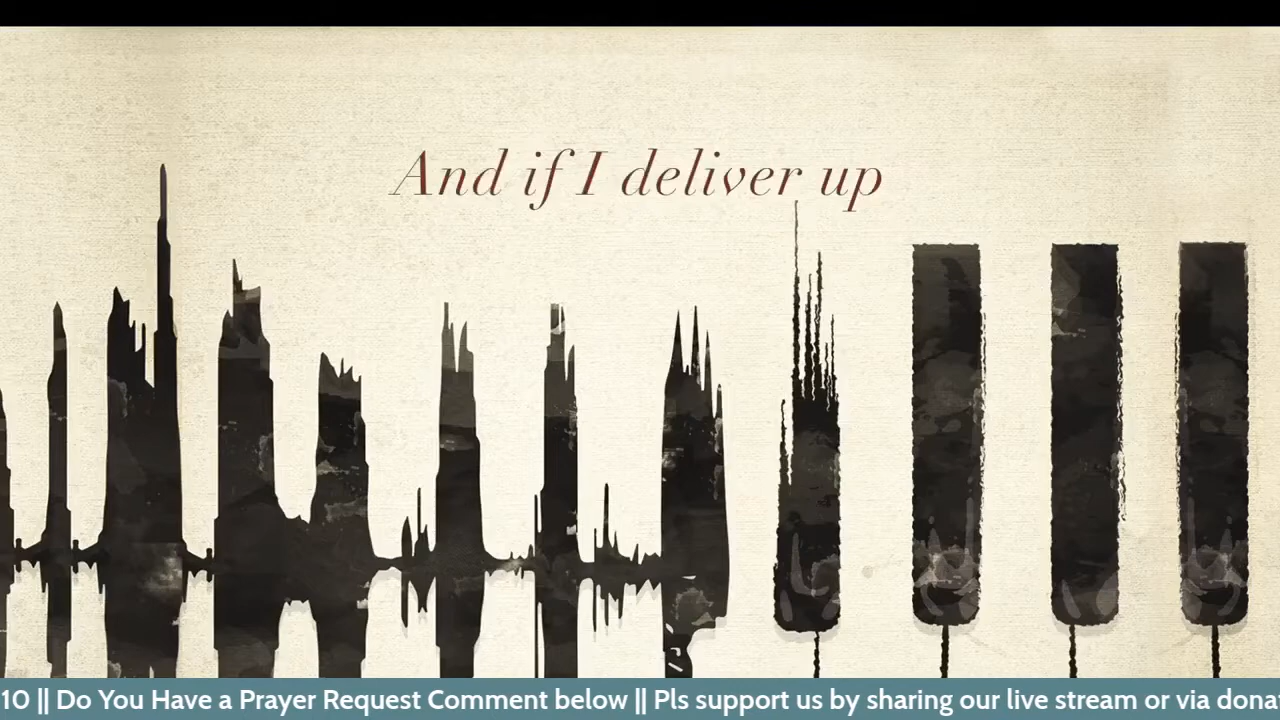 And if I deliver up
10 || Do You Have a Prayer Request Comment below || Pls support us by sharing our live stream or via dona